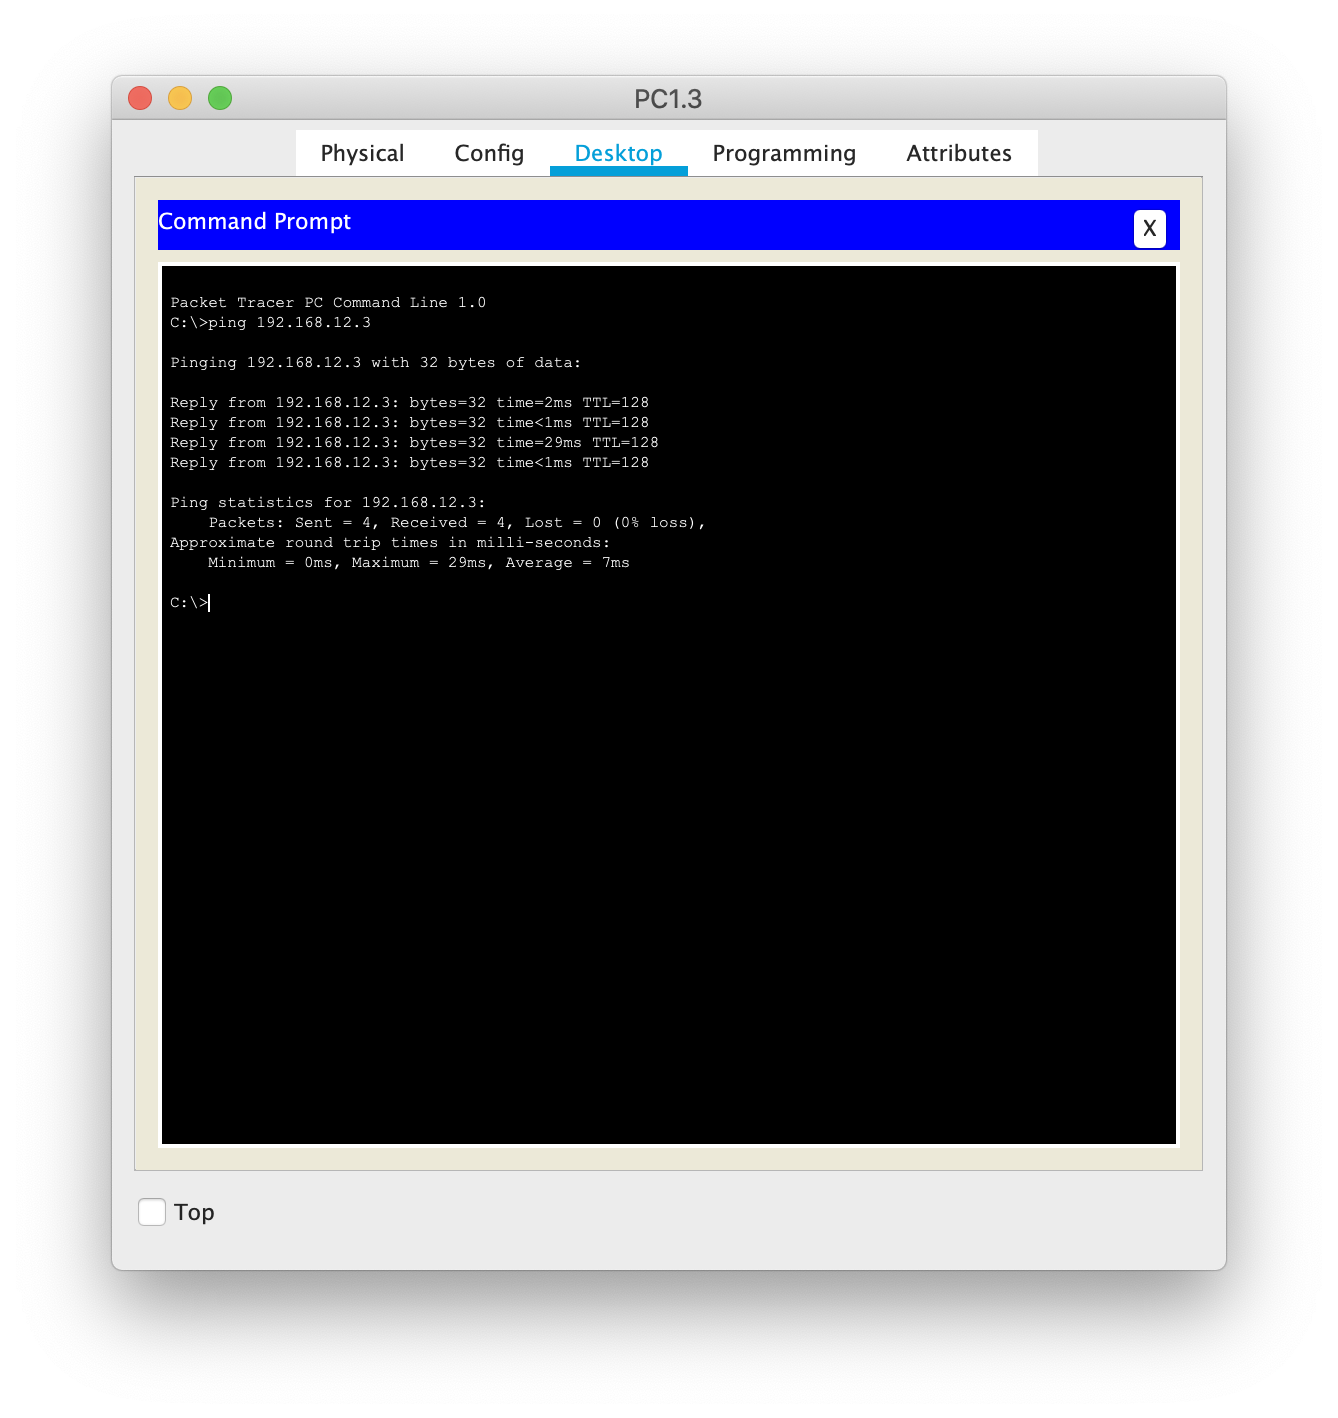 PC1.3
Physical Config Desktop Programming Attributes
Command Prompt
X
Packet Tracer PC Command Line 1.0
C:\>ping 192.168.12.3
Pinging 192.168.12.3 with 32 bytes of data:
Reply from 192.168.12.3: bytes=32 time=2ms TTL=128
Reply from 192.168.12.3: bytes=32 time<1ms TTL=128
Reply from 192.168.12.3: bytes=32 time=29ms TTL=128
Reply from 192.168.12.3: bytes=32 time<1ms TTL=128
Ping statistics for 192.168.12.3:
    Packets: Sent = 4, Received = 4, Lost = 0 (0% loss),
Approximate round trip times in milli-seconds:
    Minimum = 0ms, Maximum = 29ms, Average = 7ms
C:\>
Top